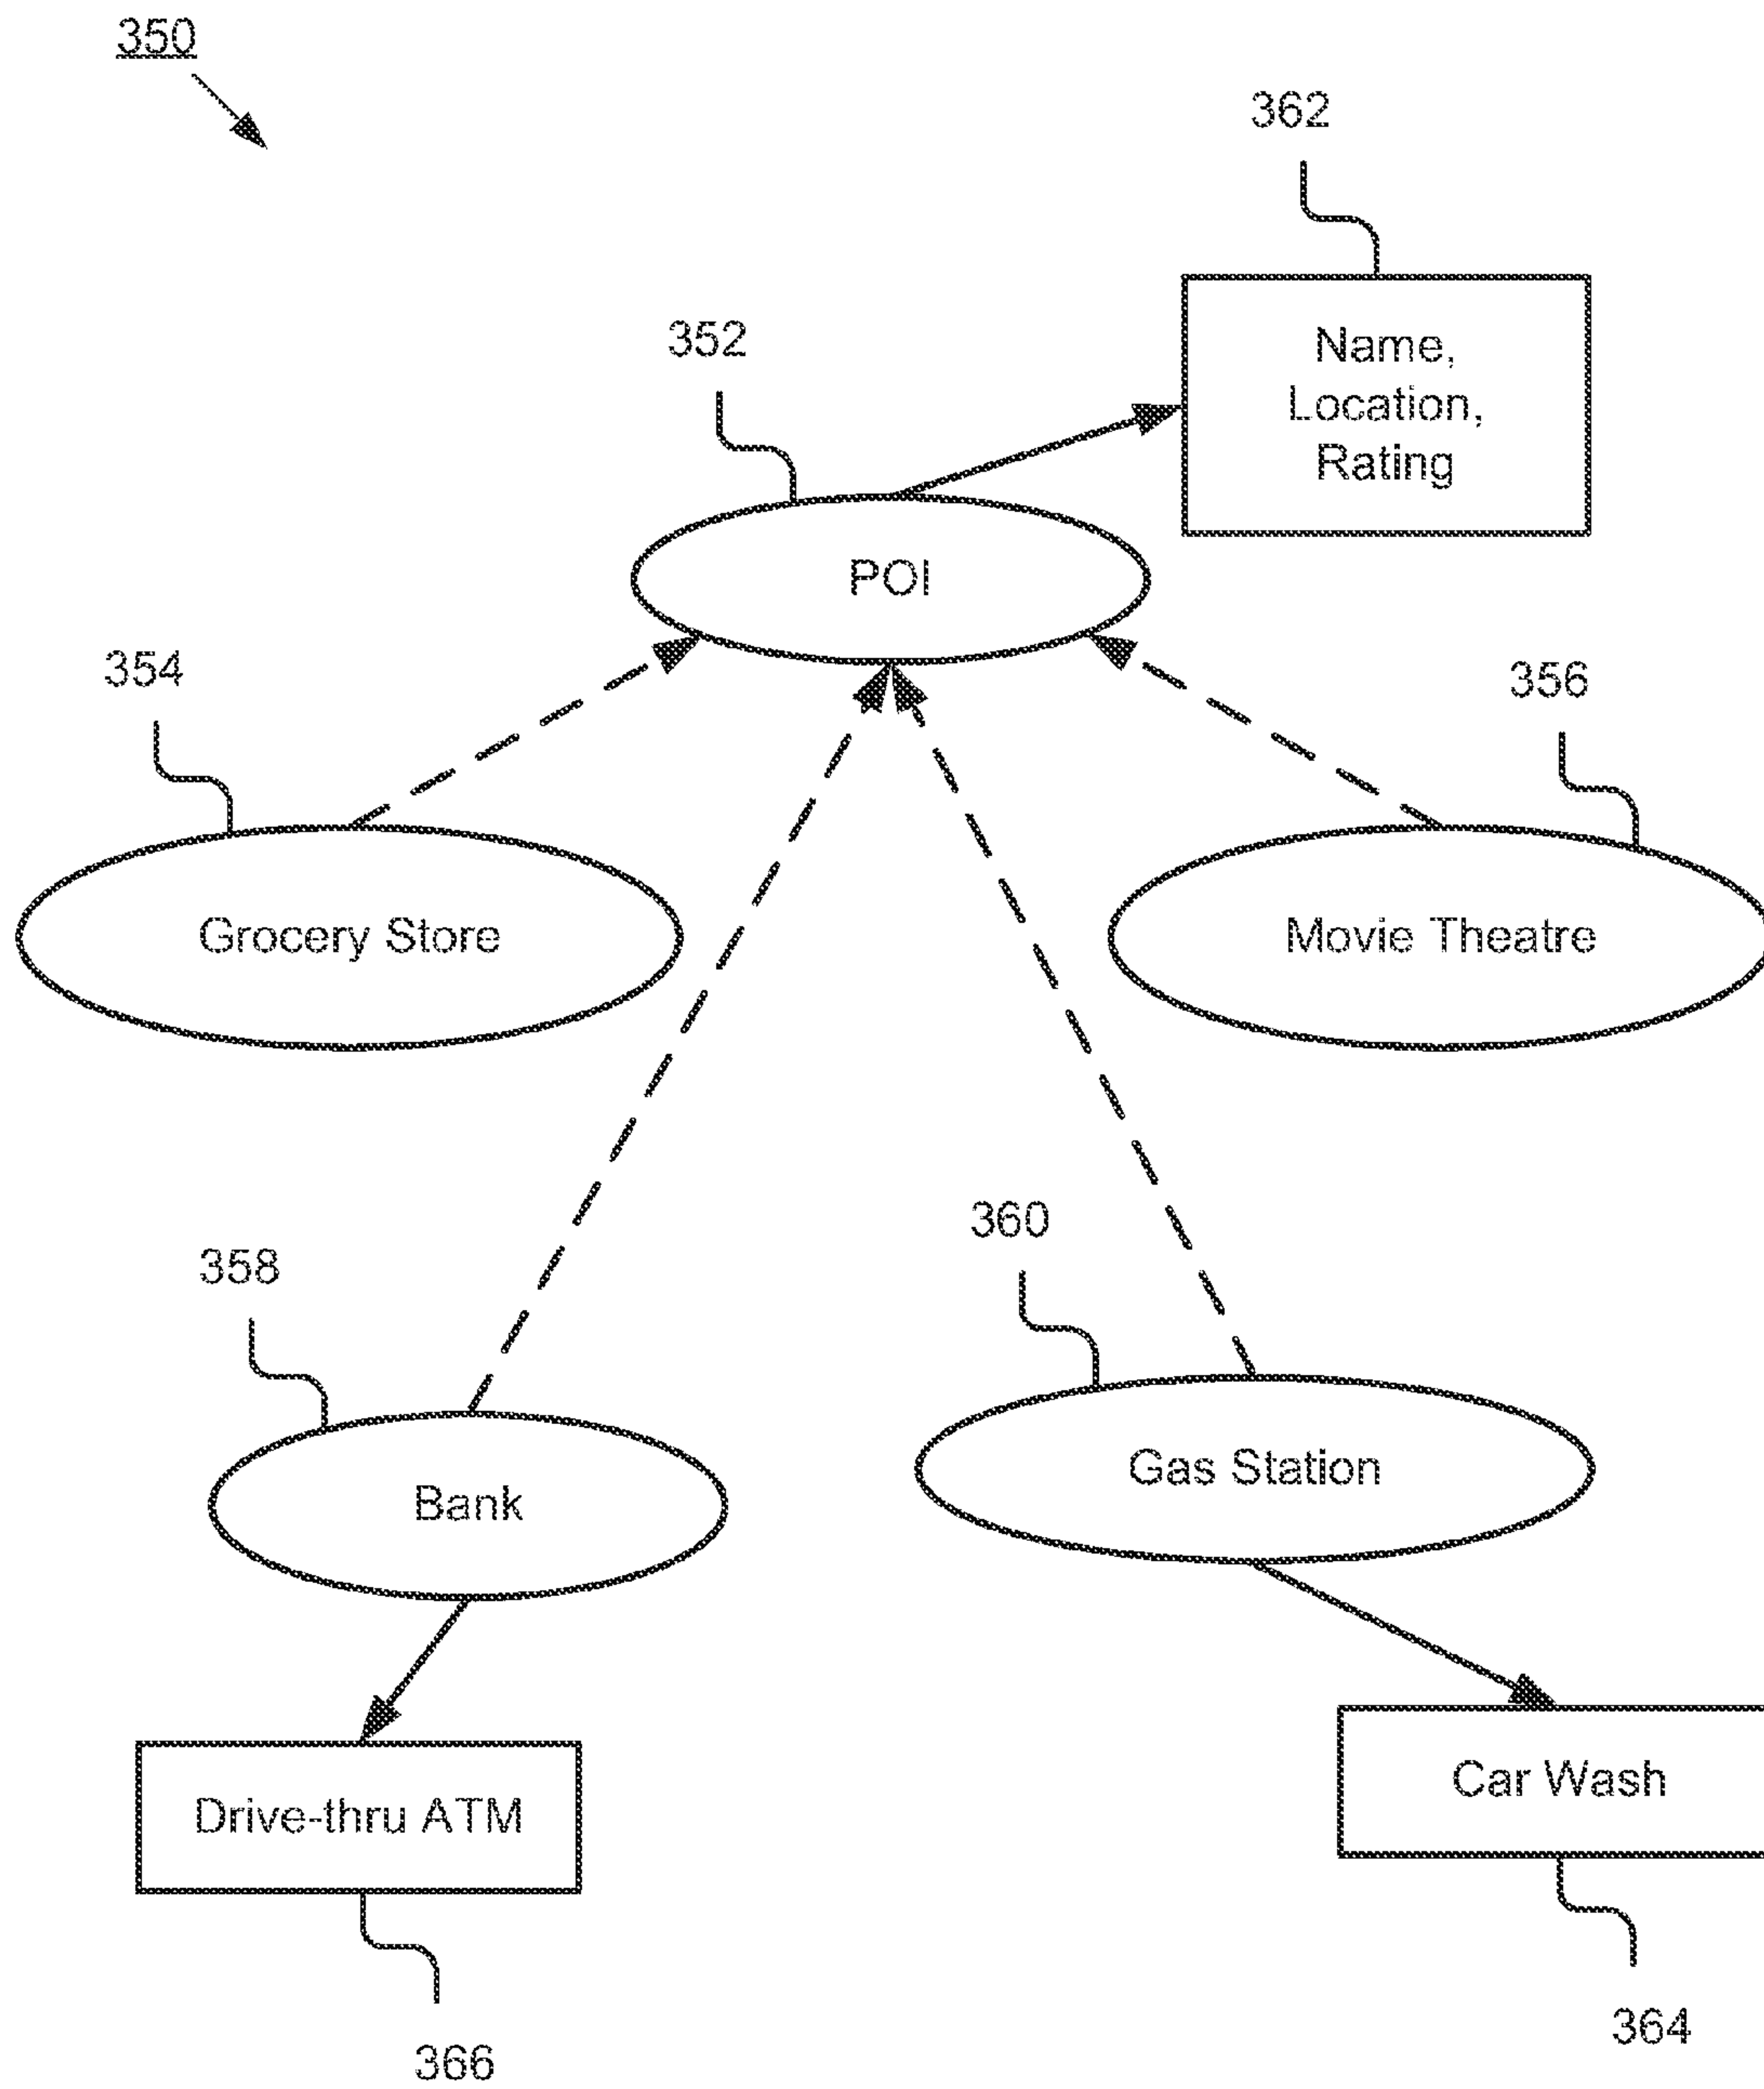 350
362
Name,
Location,
Rating
352
POI
354
356
Grocery Store
Movie Theatre
360
358
Gas Station
Bank
Car Wash
Drive-thru ATM
364
366